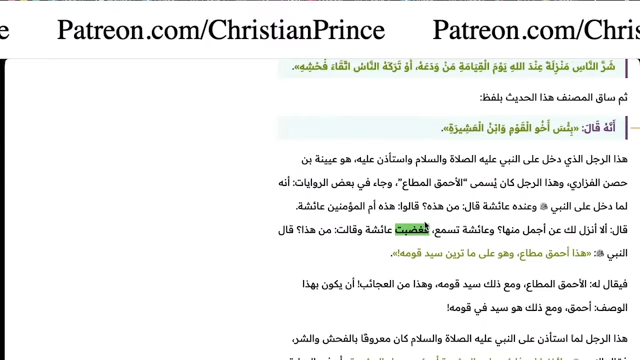 e Patreon.com/ChristianPrince Patreon.com/Chris
شَرَّ النَّاسِ مَنْزِلَةً عِنْدَ اللهِ يَوْمَ الْقِيَامَةِ مَنْ وَدَعَهُ، أَوْ تَرَكَهُ النَّاسُ اتِّقَاءَ فُحْشِهِ».
ثم ساق المصنف هذا الحديث بلفظ:
أَنَّهُ قَالَ: «بِئْسَ أَخُو الْقَوْمِ وَابْنُ الْعَشِيرَةِ».
هذا الرجل الذي دخل على النبي عليه الصلاة والسلام واستأذن عليه، هو عيينة بن
حصن الفزاري، وهذا الرجل كان يُسمى "الأحمق المطاع"، وجاء في بعض الروايات: أنه
لما دخل على النبي ﷺ وعنده عائشة قال: من هذه؟ قالوا: هذه أم المؤمنين عائشة.
قال: ألا أنزل لك عن أجمل منها؟ وعائشة تسمع، فغضبت عائشة وقالت: من هذا؟ قال
النبي ﷺ: «هذا أحمق مطاع، وهو على ما ترين سيد قومه!».
فيقال له: الأحمق المطاع، ومع ذلك سيد قومه، وهذا من العجائب! أن يكون بهذا
الوصف: أحمق، ومع ذلك هو سيد في قومه!
هذا الرجل لما استأذن على النبي عليه الصلاة والسلام كان معروفًا بالفحش والشر،